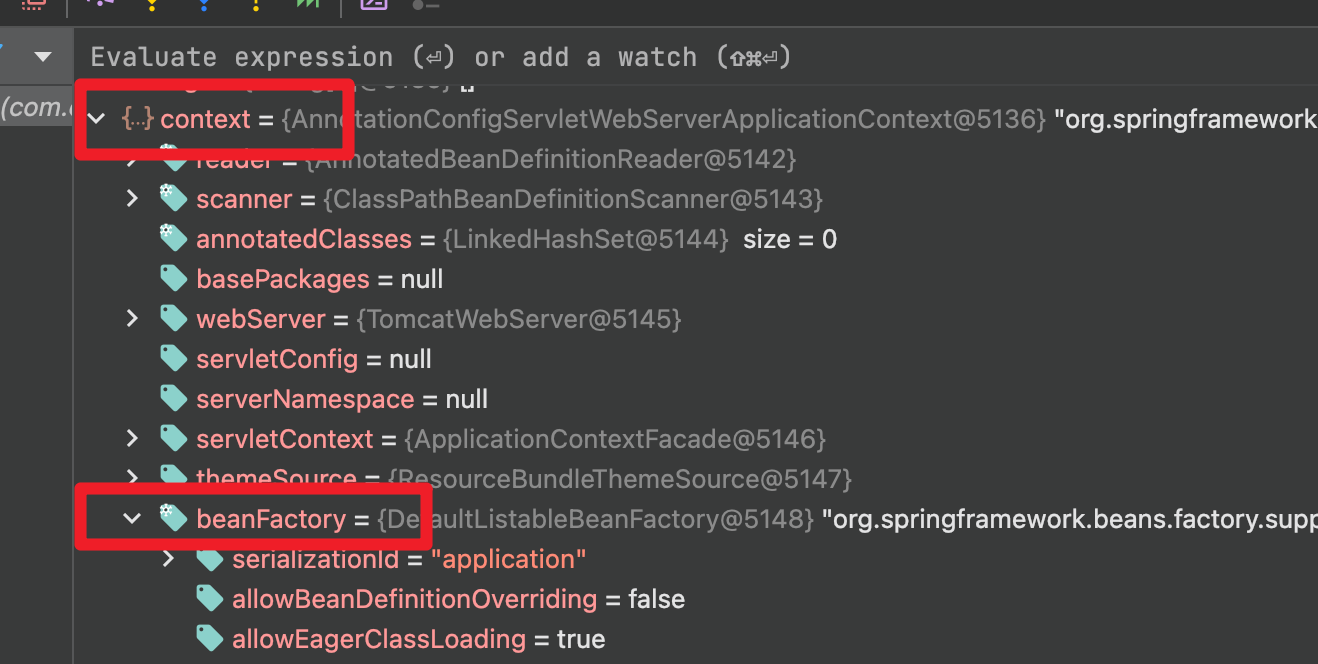 Evaluate expression (⏎) or add a watch (⇧⌘⏎)
(com.
context = {AnnotationConfigServletWebServerApplicationContext@5136} "org.springframework
reader = {AnnotatedBeanDefinitionReader@5142}
scanner = {ClassPathBeanDefinitionScanner@5143}
annotatedClasses = {LinkedHashSet@5144} size = 0
basePackages = null
webServer = {TomcatWebServer@5145}
servletConfig = null
serverNamespace = null
servletContext = {ApplicationContextFacade@5146}
themeSource = {ResourceBundleThemeSource@5147}
beanFactory = {DefaultListableBeanFactory@5148} "org.springframework.beans.factory.supp
serializationId = "application"
allowBeanDefinitionOverriding = false
allowEagerClassLoading = true